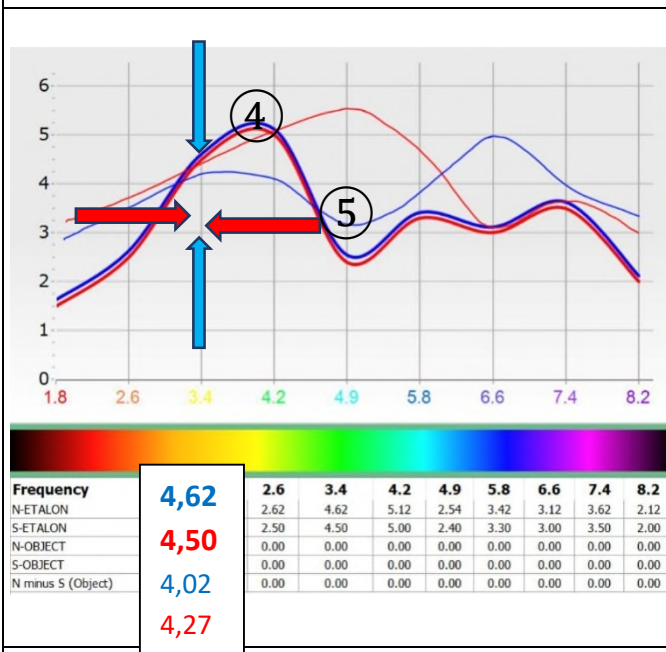 6
④
5
⑤
4
3
2
1
0
1.8 2.6 3.4 4.2 4.9 5.8 6.6 7.4 8.2
Frequency 2.6 3.4 4.2 4.9 5.8 6.6 7.4 8.2
N-ETALON 2.62 4.62 5.12 2.54 3.42 3.12 3.62 2.12
S-ETALON 2.50 4.50 5.00 2.40 3.30 3.00 3.50 2.00
N-OBJECT 0.00 0.00 0.00 0.00 0.00 0.00 0.00 0.00
S-OBJECT 0.00 0.00 0.00 0.00 0.00 0.00 0.00 0.00
N minus S (Object) 0.00 0.00 0.00 0.00 0.00 0.00 0.00 0.00
4,62
4,50
4,02
4,27